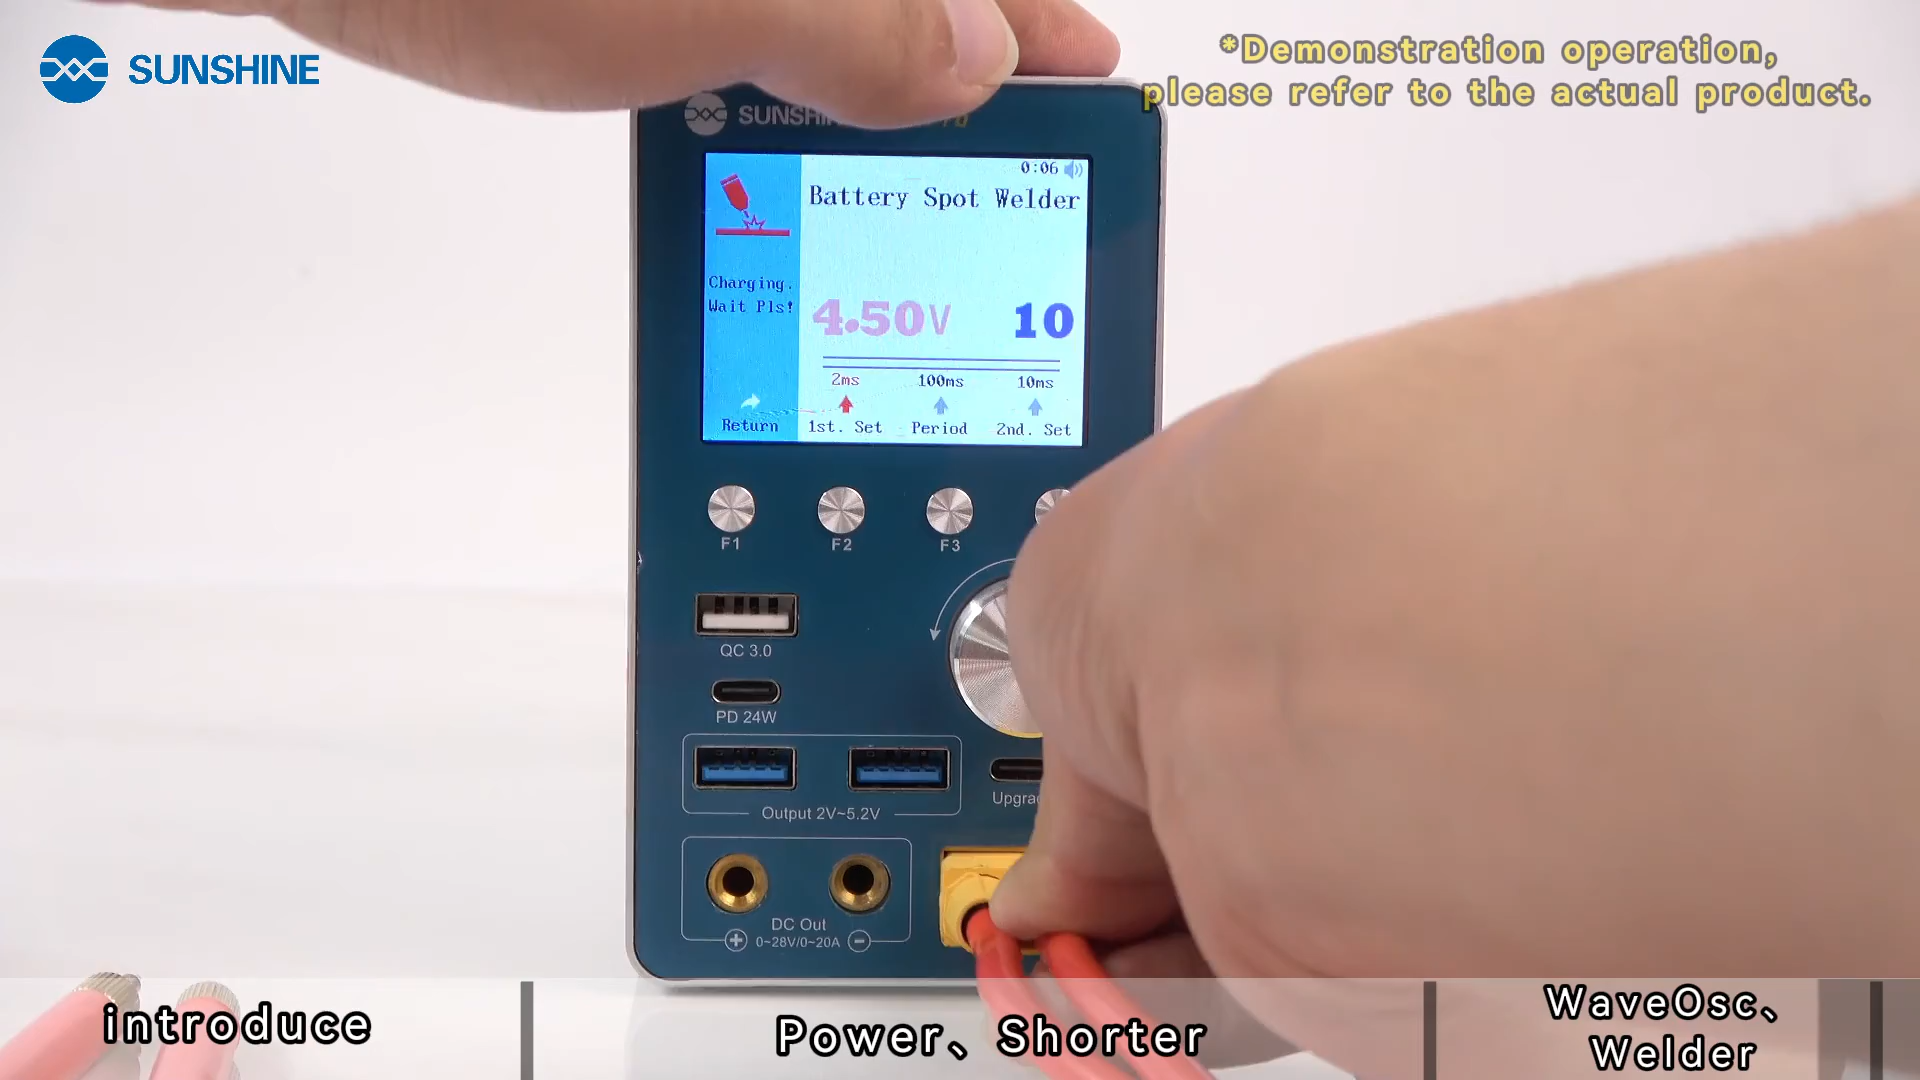 SUNSHINE
*Demonstration operation,
please refer to the actual product.
SUNSHI
0:06
Battery Spot Welder
Charging.
Wait Pls!
4.50V 10
2ms 100ms 10ms
Return 1st. Set Period 2nd. Set
F1 F2 F3
QC 3.0
PD 24W
Output 2V~5.2V
Upgra
DC Out
+ 0~28V/0~20A −
introduce
Power、Shorter
WaveOsc、
Welder